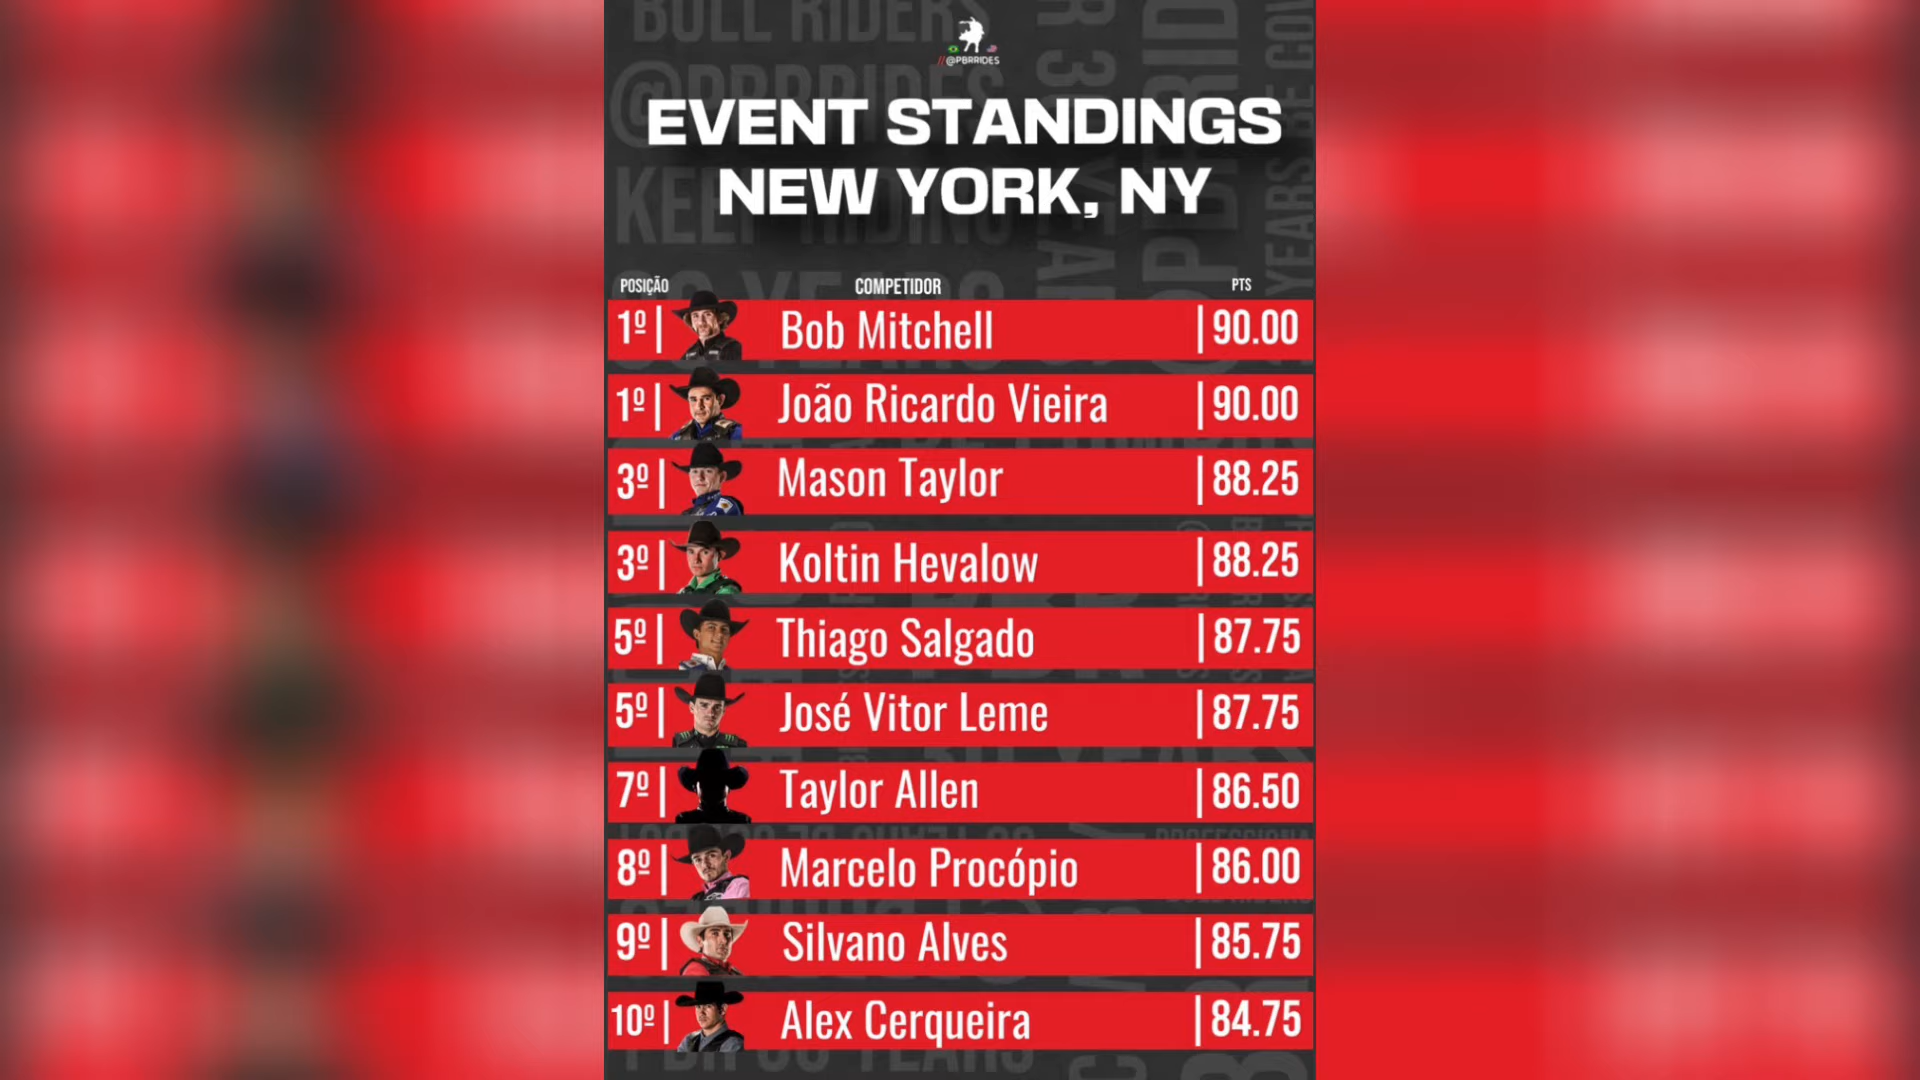 BULL RIDERS
//@PBRRIDES
EVENT STANDINGS
NEW YORK, NY
POSIÇÃO COMPETIDOR PTS
1º| Bob Mitchell |90.00
1º| João Ricardo Vieira |90.00
3º| Mason Taylor |88.25
3º| Koltin Hevalow |88.25
5º| Thiago Salgado |87.75
5º| José Vitor Leme |87.75
7º| Taylor Allen |86.50
8º| Marcelo Procópio |86.00
9º| Silvano Alves |85.75
10º| Alex Cerqueira |84.75